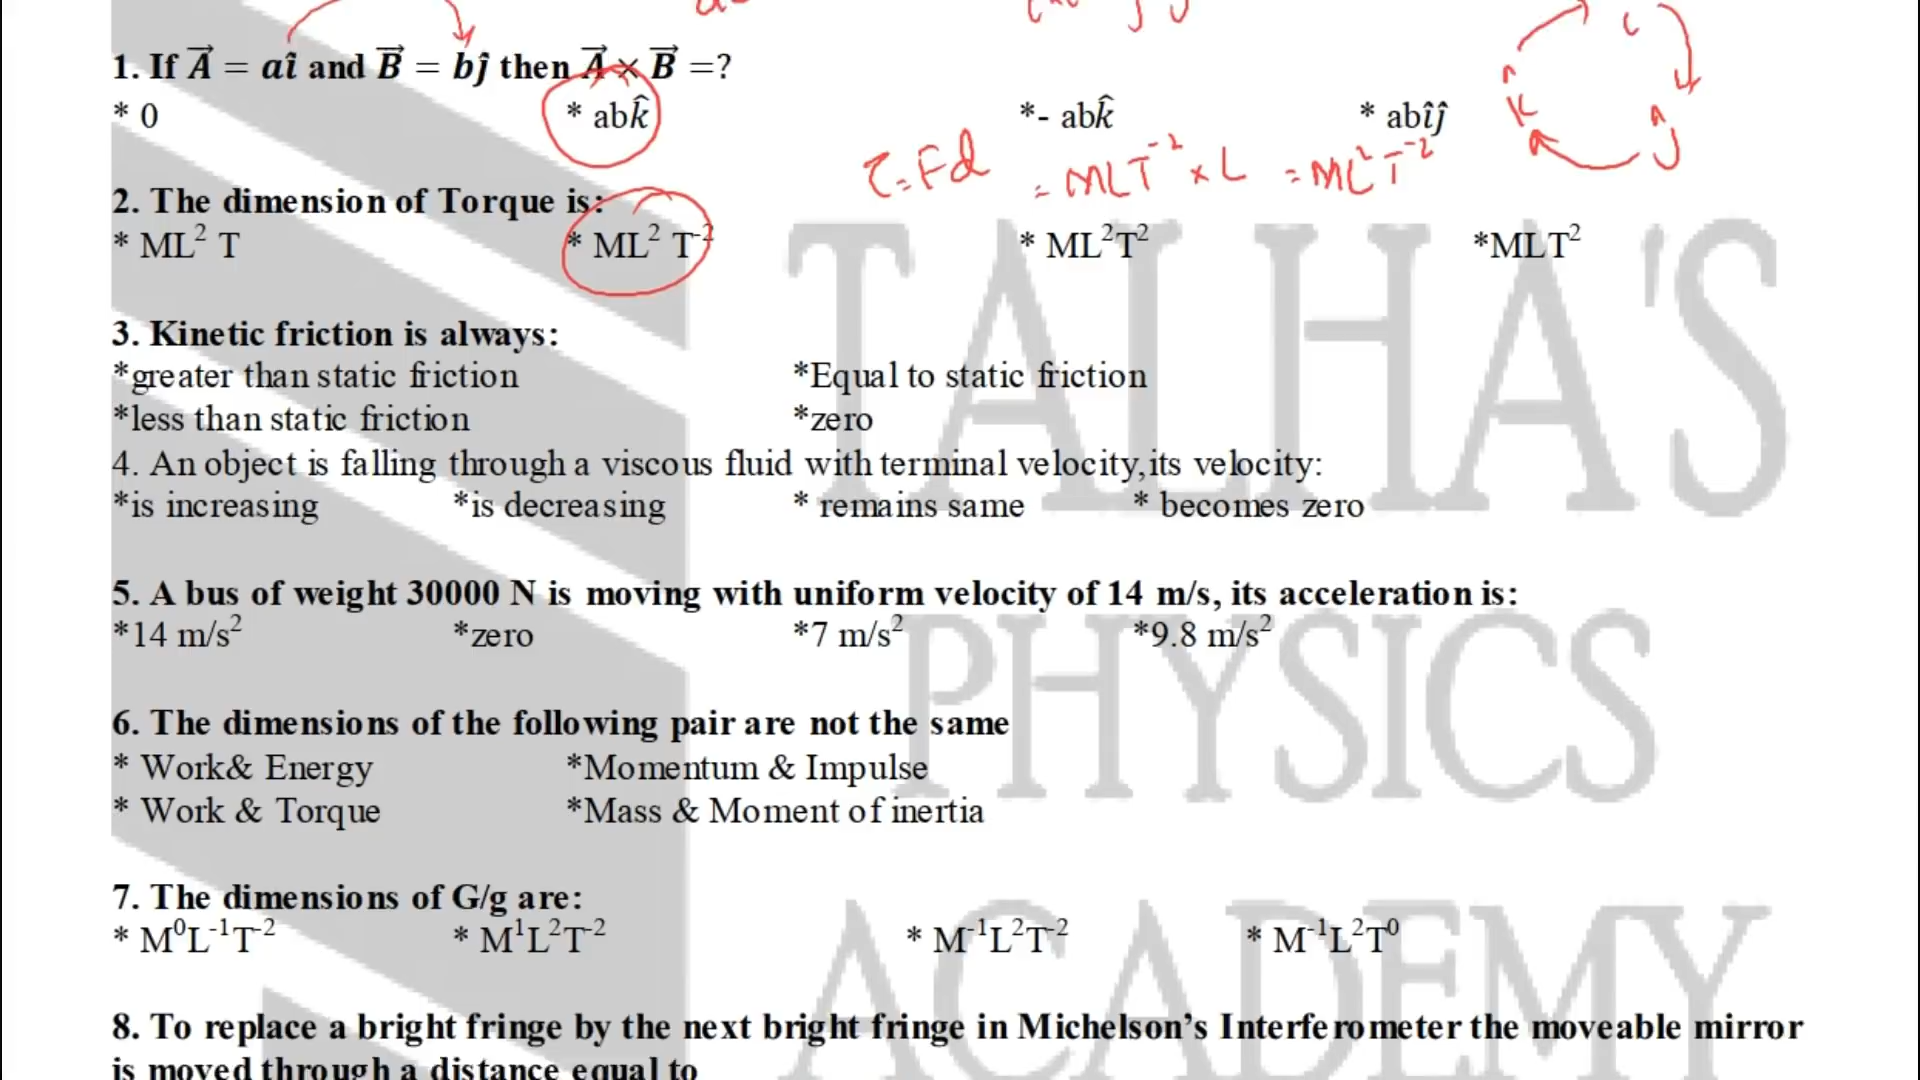 1. If A⃗ = aî and B⃗ = bĵ then A⃗ × B⃗ =?
* 0 * abk̂ *- abk̂ * abîĵ
τ = Fd = MLT⁻² × L = ML²T⁻²
k j
2. The dimension of Torque is:
* ML² T * ML² T⁻² * ML²T² *MLT²
3. Kinetic friction is always:
*greater than static friction *Equal to static friction
*less than static friction *zero
4. An object is falling through a viscous fluid with terminal velocity,its velocity:
*is increasing *is decreasing * remains same * becomes zero
5. A bus of weight 30000 N is moving with uniform velocity of 14 m/s, its acceleration is:
*14 m/s² *zero *7 m/s² *9.8 m/s²
6. The dimensions of the following pair are not the same
* Work& Energy *Momentum & Impulse
* Work & Torque *Mass & Moment of inertia
7. The dimensions of G/g are:
* M⁰L⁻¹T⁻² * M¹L²T⁻² * M⁻¹L²T⁻² * M⁻¹L²T⁰
8. To replace a bright fringe by the next bright fringe in Michelson’s Interferometer the moveable mirror
is moved through a distance equal to
TALHA'S
PHYSICS
ACADEMY